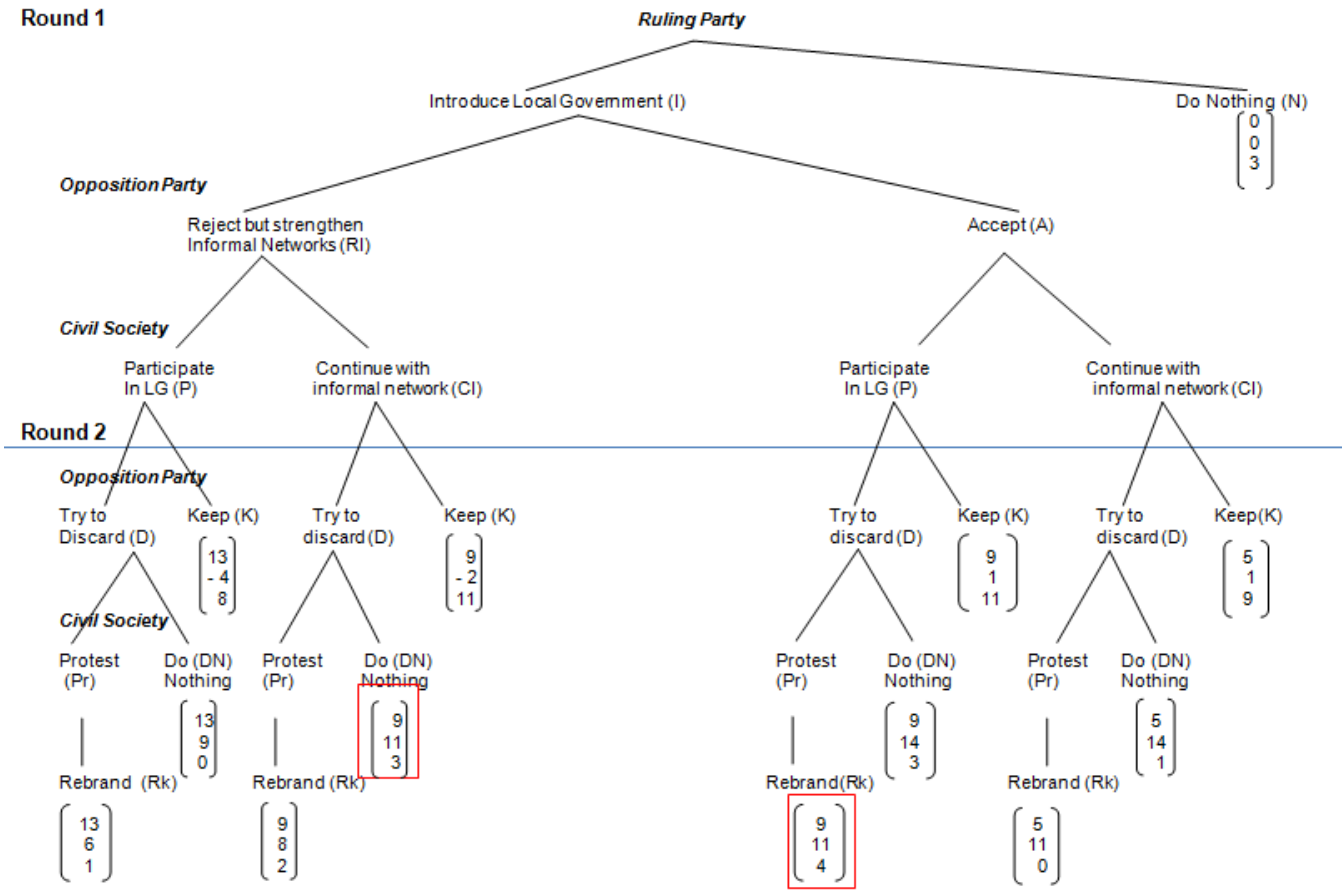 Round 1
Ruling Party
Introduce Local Government (I)
Do Nothing (N)
0
0
3
Opposition Party
Reject but strengthen
Informal Networks (RI)
Accept (A)
Civil Society
Participate
In LG (P)
Continue with
informal network (CI)
Participate
In LG (P)
Continue with
informal network (CI)
Round 2
Opposition Party
Try to
Discard (D)
Keep (K)
13
- 4
8
Try to
discard (D)
Keep (K)
9
- 2
11
Try to
discard (D)
Keep (K)
9
1
11
Try to
discard (D)
Keep(K)
5
1
9
Civil Society
Protest
(Pr)
Do (DN)
Nothing
13
9
0
Protest
(Pr)
Do (DN)
Nothing
9
11
3
Protest
(Pr)
Do (DN)
Nothing
9
14
3
Protest
(Pr)
Do (DN)
Nothing
5
14
1
Rebrand (Rk)
13
6
1
Rebrand (Rk)
9
8
2
Rebrand(Rk)
9
11
4
Rebrand (Rk)
5
11
0